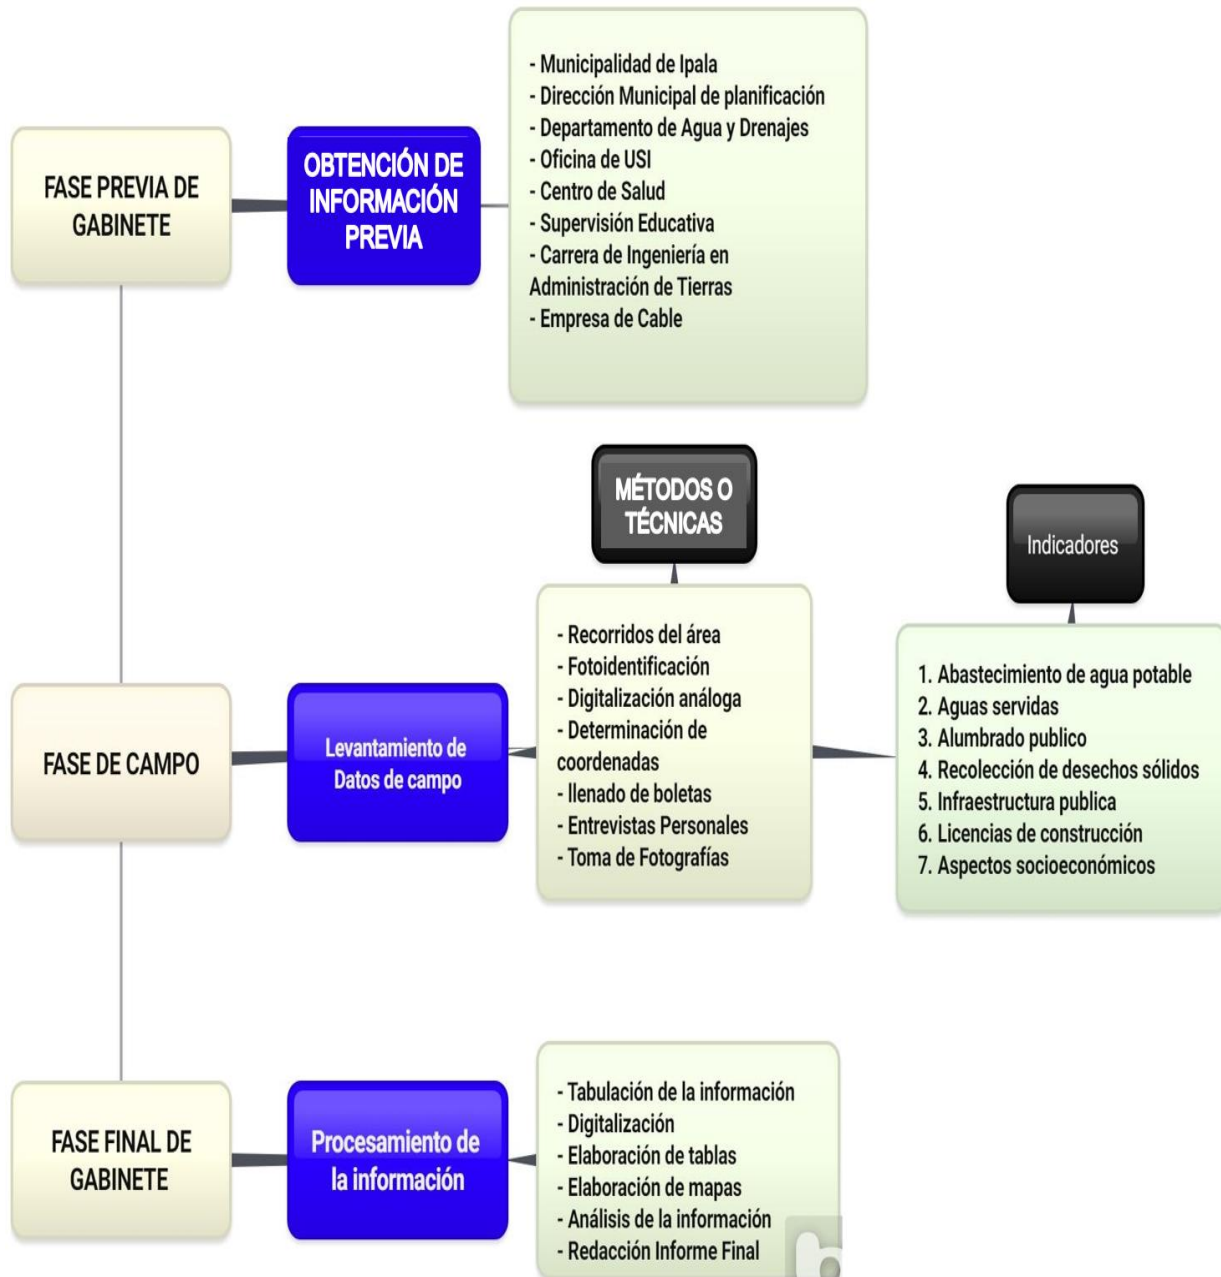 FASE PREVIA DE
GABINETE
OBTENCIÓN DE
INFORMACIÓN
PREVIA
- Municipalidad de Ipala
- Dirección Municipal de planificación
- Departamento de Agua y Drenajes
- Oficina de USI
- Centro de Salud
- Supervisión Educativa
- Carrera de Ingeniería en
Administración de Tierras
- Empresa de Cable
FASE DE CAMPO
Levantamiento de
Datos de campo
MÉTODOS O
TÉCNICAS
- Recorridos del área
- Fotoidentificación
- Digitalización análoga
- Determinación de
coordenadas
- llenado de boletas
- Entrevistas Personales
- Toma de Fotografías
Indicadores
1. Abastecimiento de agua potable
2. Aguas servidas
3. Alumbrado publico
4. Recolección de desechos sólidos
5. Infraestructura publica
6. Licencias de construcción
7. Aspectos socioeconómicos
FASE FINAL DE
GABINETE
Procesamiento de
la información
- Tabulación de la información
- Digitalización
- Elaboración de tablas
- Elaboración de mapas
- Análisis de la información
- Redacción Informe Final